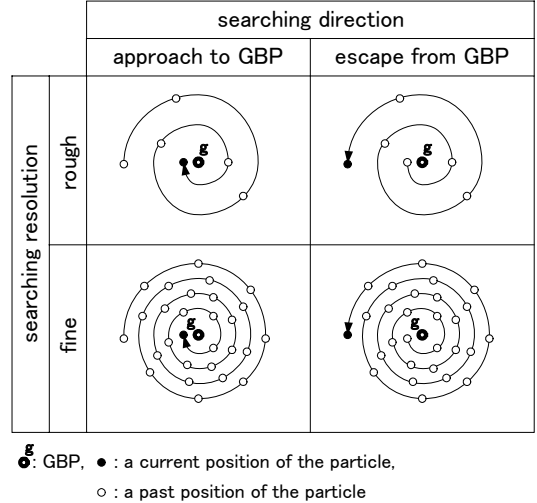 searching direction
approach to GBP
escape from GBP
searching resolution
rough
g
g
fine
g
g
g
: GBP, ● : a current position of the particle,
○ : a past position of the particle